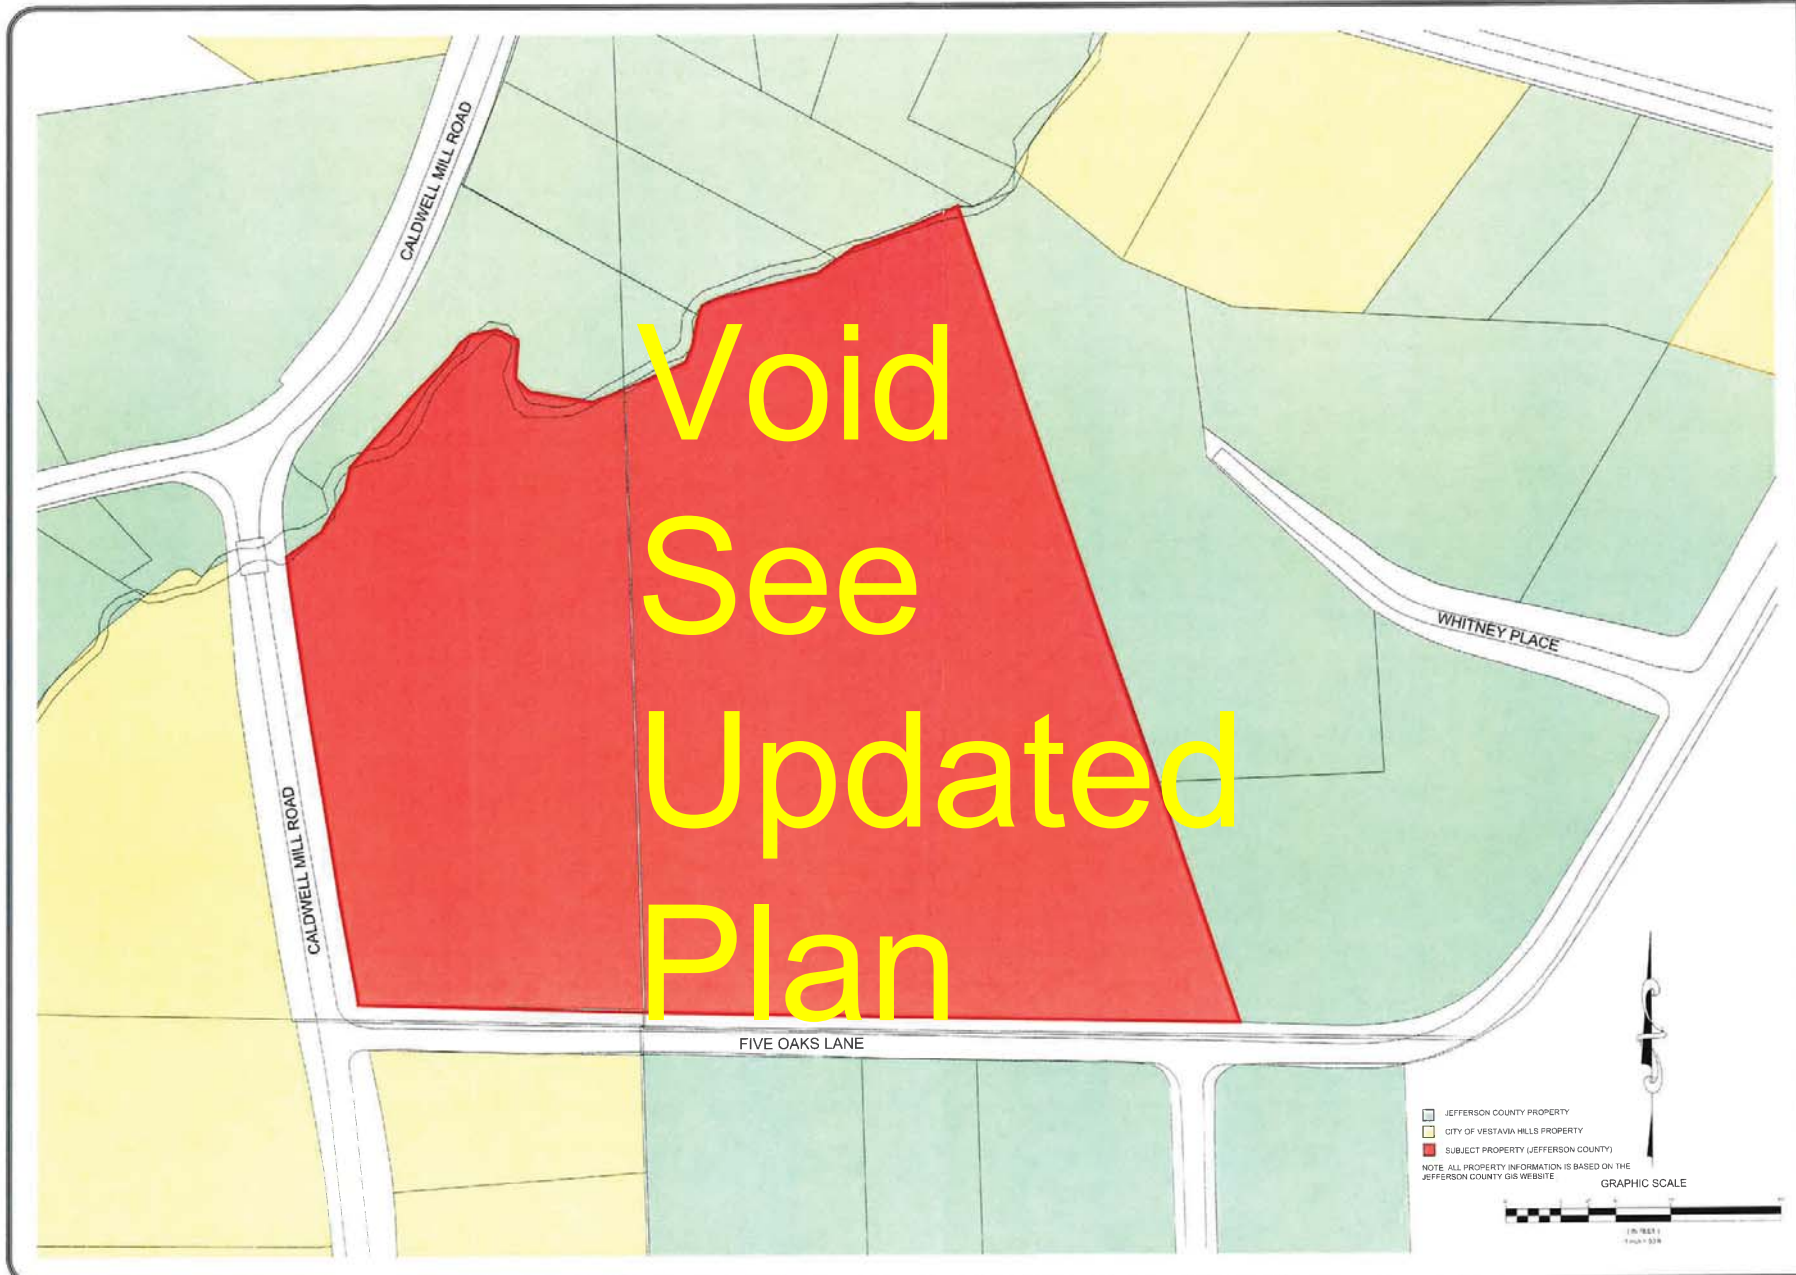 CALDWELL MILL ROAD
Void
See
Updated
Plan
WHITNEY PLACE
CALDWELL MILL ROAD
FIVE OAKS LANE
JEFFERSON COUNTY PROPERTY
CITY OF VESTAVIA HILLS PROPERTY
SUBJECT PROPERTY (JEFFERSON COUNTY)
NOTE ALL PROPERTY INFORMATION IS BASED ON THE
JEFFERSON COUNTY GIS WEBSITE
GRAPHIC SCALE